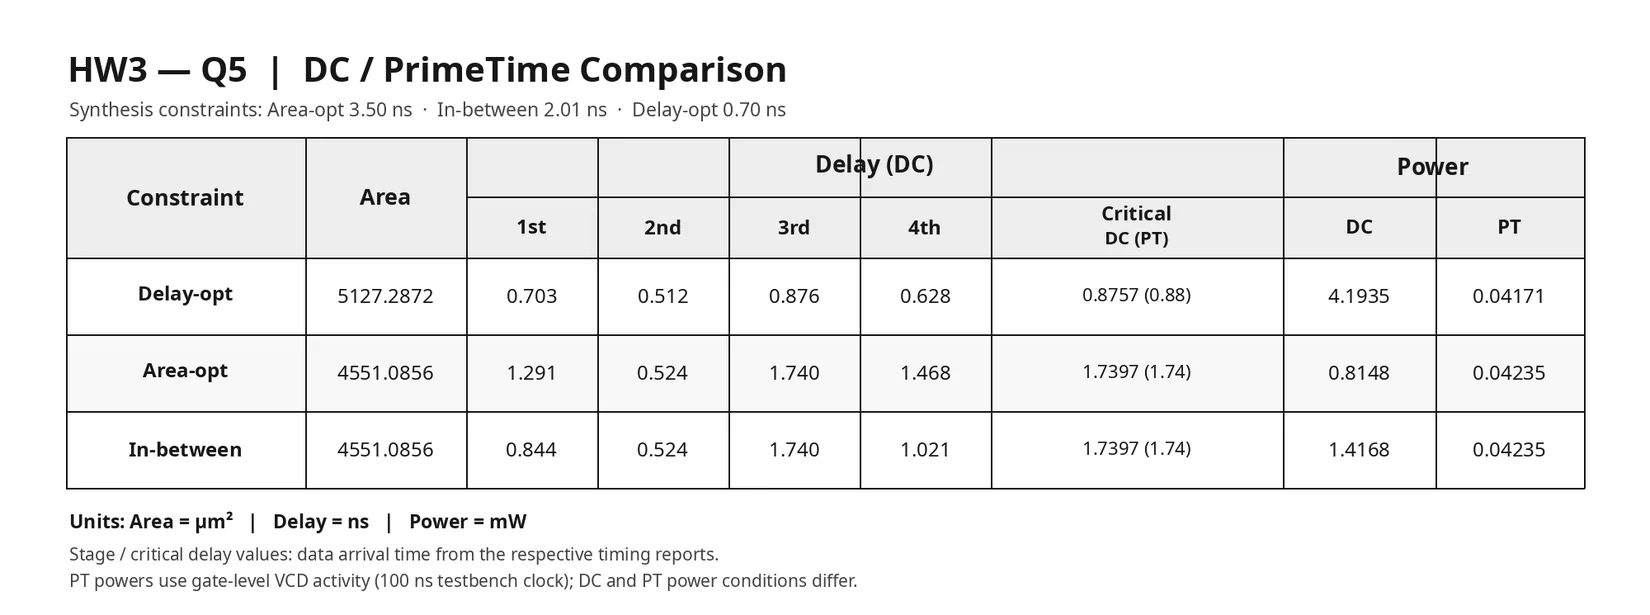 HW3 — Q5 | DC / PrimeTime Comparison
Synthesis constraints: Area-opt 3.50 ns · In-between 2.01 ns · Delay-opt 0.70 ns
Constraint Area Delay (DC) Power
1st 2nd 3rd 4th Critical DC (PT) DC PT
Delay-opt 5127.2872 0.703 0.512 0.876 0.628 0.8757 (0.88) 4.1935 0.04171
Area-opt 4551.0856 1.291 0.524 1.740 1.468 1.7397 (1.74) 0.8148 0.04235
In-between 4551.0856 0.844 0.524 1.740 1.021 1.7397 (1.74) 1.4168 0.04235
Units: Area = µm² | Delay = ns | Power = mW
Stage / critical delay values: data arrival time from the respective timing reports.
PT powers use gate-level VCD activity (100 ns testbench clock); DC and PT power conditions differ.